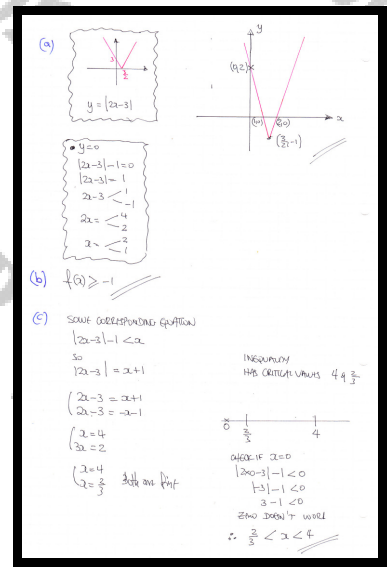 (a)
3
3/2
y = |2x-3|
y
(0,2)
(1,0)
(2,0)
x
(3/2,-1)
• y=0
|2x-3|-1=0
|2x-3|= 1
2x-3 < 1
-1
2x = < 4
2
x = < 2
1
(b) f(x) ⩾ -1
(c) SOLVE CORRESPONDING EQUATION
|2x-3|-1 < x
so
|2x-3| = x+1
( 2x-3 = x+1
2x-3 = -x-1
( x=4
3x = 2
( x=4
x= 2/3
Both are fine
INEQUALITY
HAS CRITICAL VALUES 4 & 2/3
0
2/3
4
CHECK IF x=0
|2×0-3|-1 < 0
|-3|-1 < 0
3-1 < 0
ZERO DOESN'T WORK
∴ 2/3 < x < 4